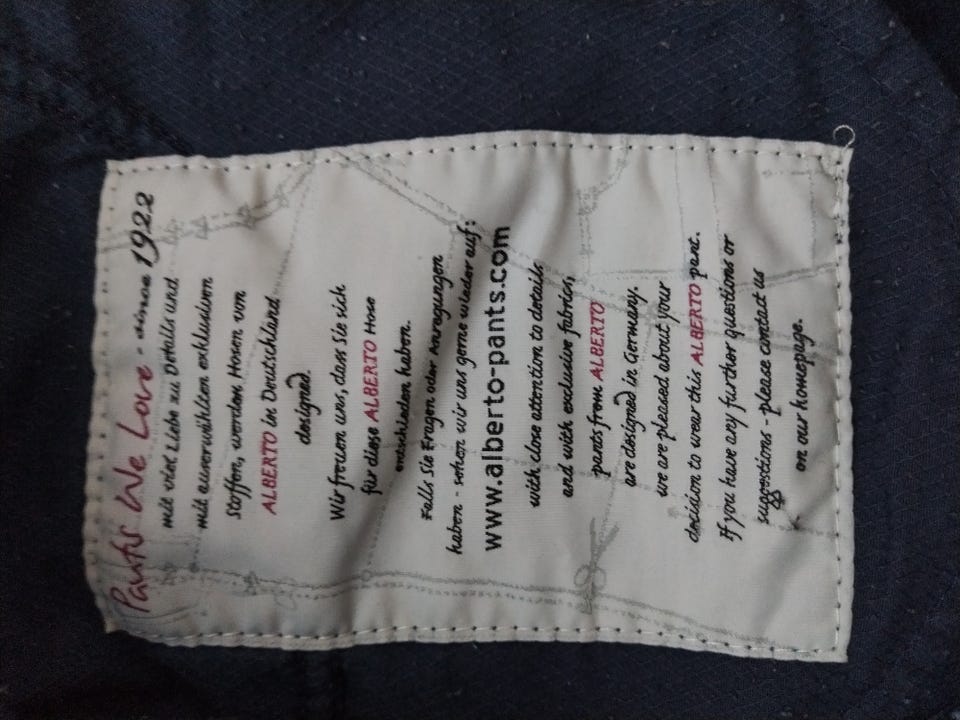 Pants We Love - since 1922
mit viel Liebe zu Details und
mit auserwählten exklusiven
Stoffen, werden Hosen von
ALBERTO in Deutschland
designed.
Wir freuen uns, dass Sie sich
für diese ALBERTO Hose
entschieden haben.
Falls Sie Fragen oder Anregungen
haben - sehen wir uns gerne wieder auf:
www.alberto-pants.com
with close attention to details
and with exclusive fabrics,
pants from ALBERTO
are designed in Germany.
we are pleased about your
decision to wear this ALBERTO pant.
If you have any further questions or
suggestions - please contact us
on our homepage.